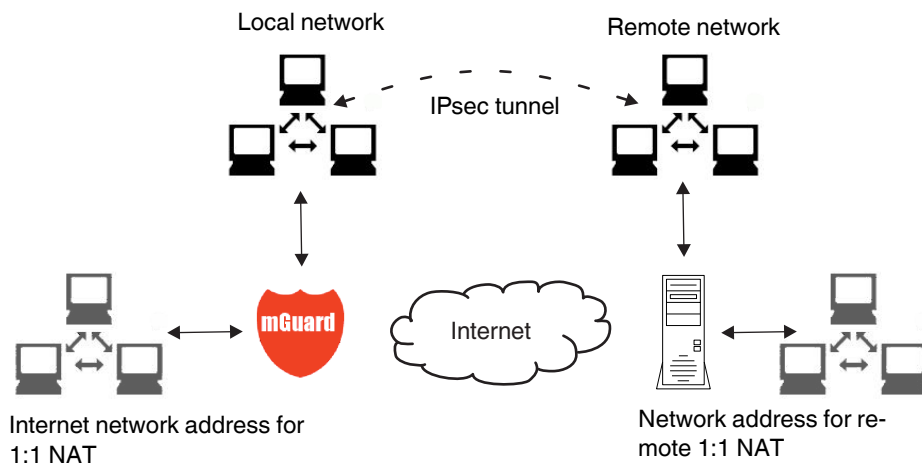 Local network
Remote network
IPsec tunnel
mGuard
Internet
Internet network address for
1:1 NAT
Network address for re-
mote 1:1 NAT